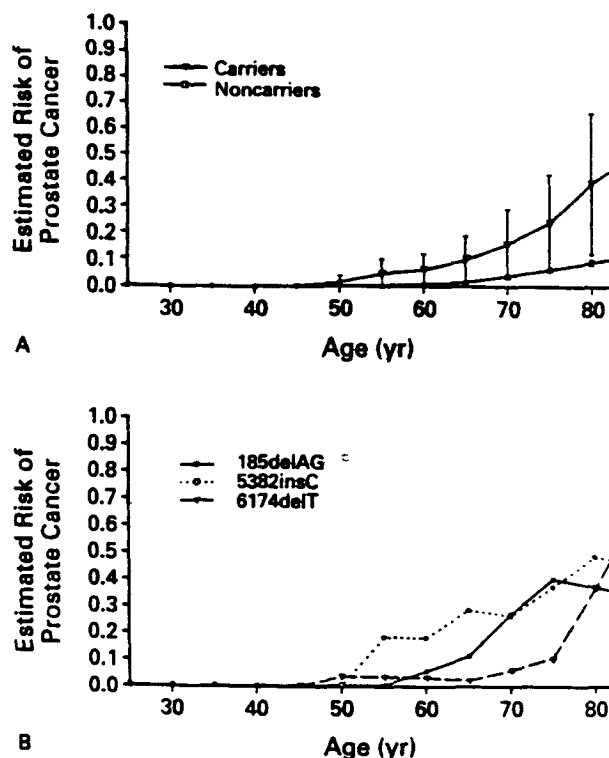 1.0
0.9
0.8
0.7
0.6
0.5
0.4
0.3
0.2
0.1
0.0
Estimated Risk of
Prostate Cancer
Carriers
Noncarriers
30 40 50 60 70 80
Age (yr)
A
1.0
0.9
0.8
0.7
0.6
0.5
0.4
0.3
0.2
0.1
0.0
Estimated Risk of
Prostate Cancer
185delAG
5382insC
6174delT
30 40 50 60 70 80
Age (yr)
B